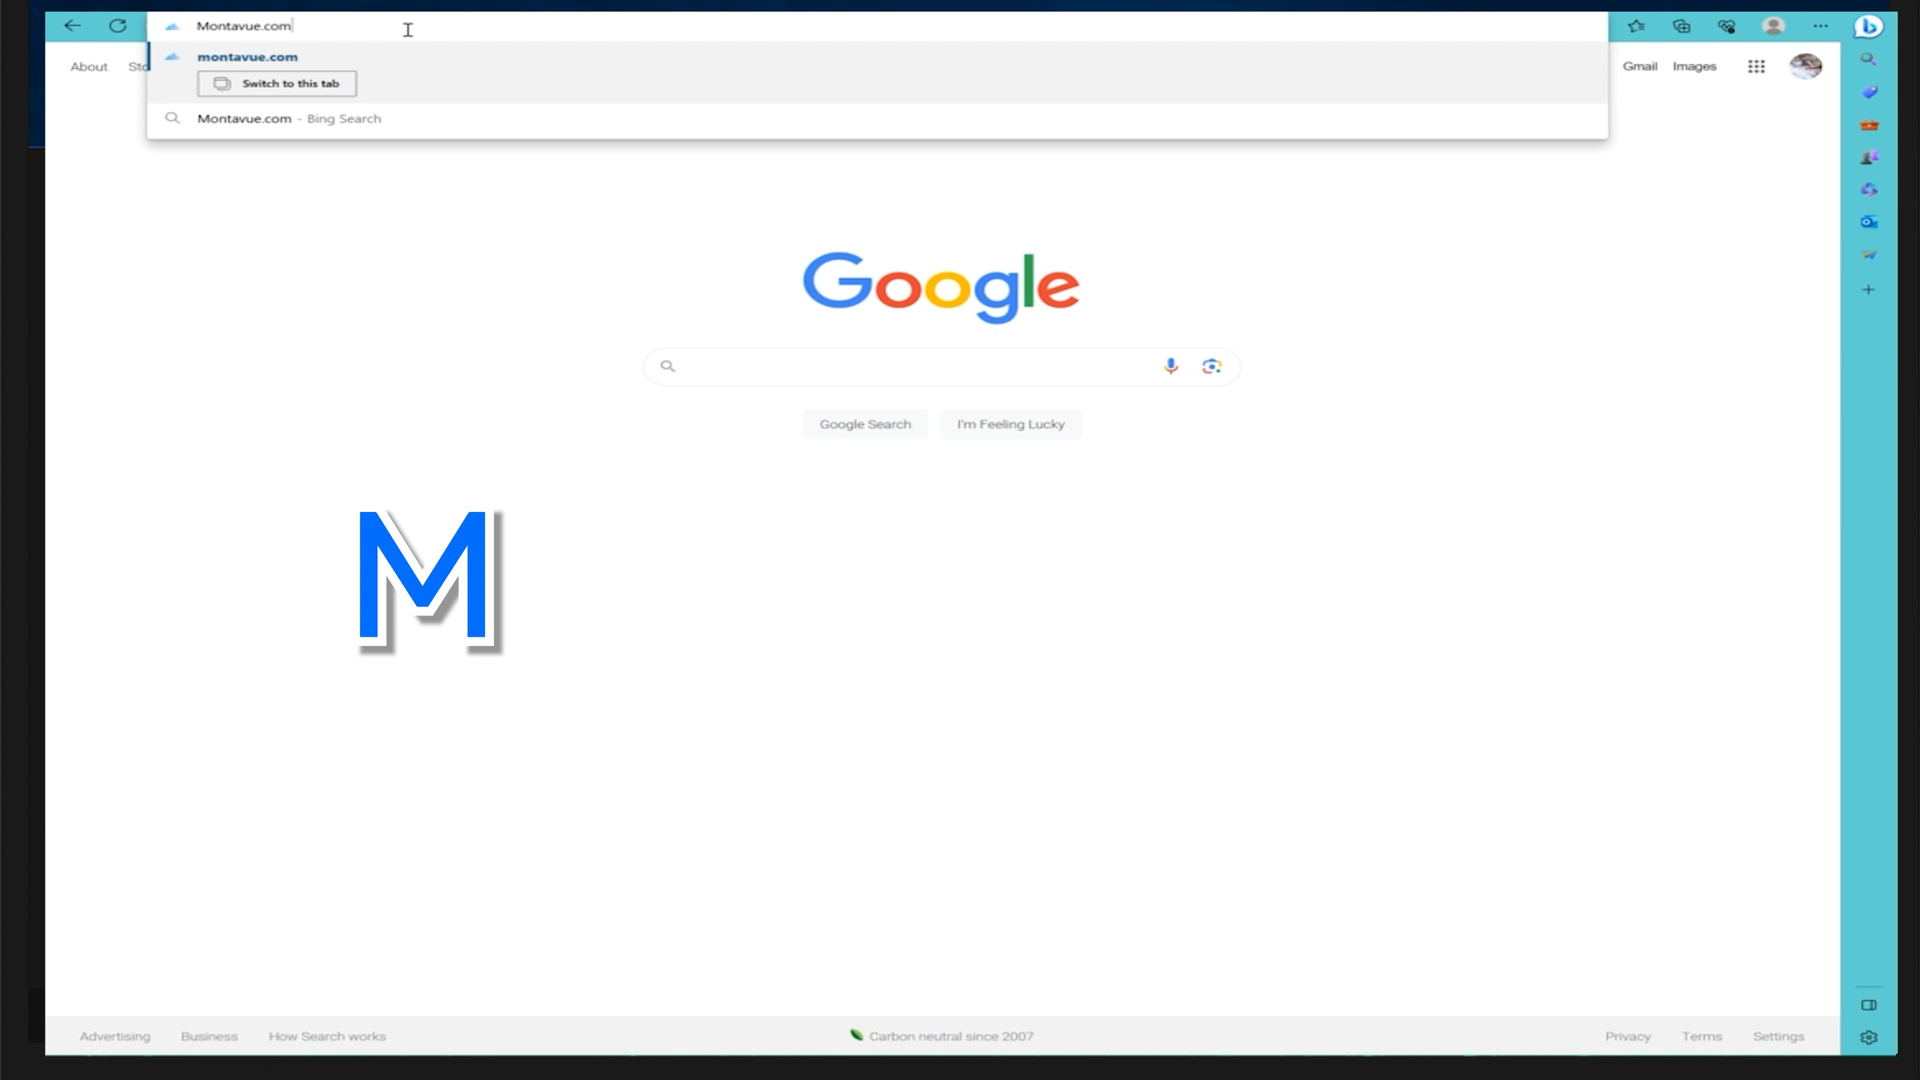 Montavue.com
montavue.com
Switch to this tab
Montavue.com - Bing Search
About
Gmail Images
Google
Google Search I'm Feeling Lucky
M
Advertising Business How Search works
Carbon neutral since 2007
Privacy Terms Settings